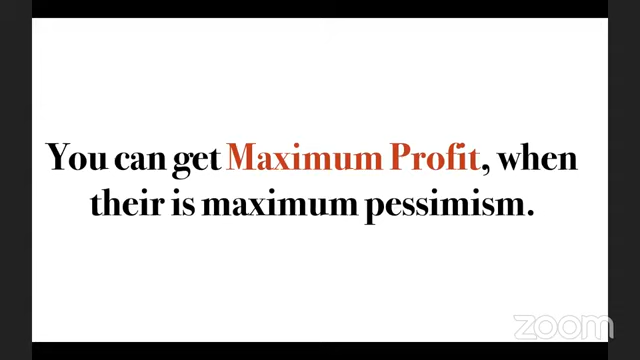 You can get Maximum Profit, when
their is maximum pessimism.
zoom